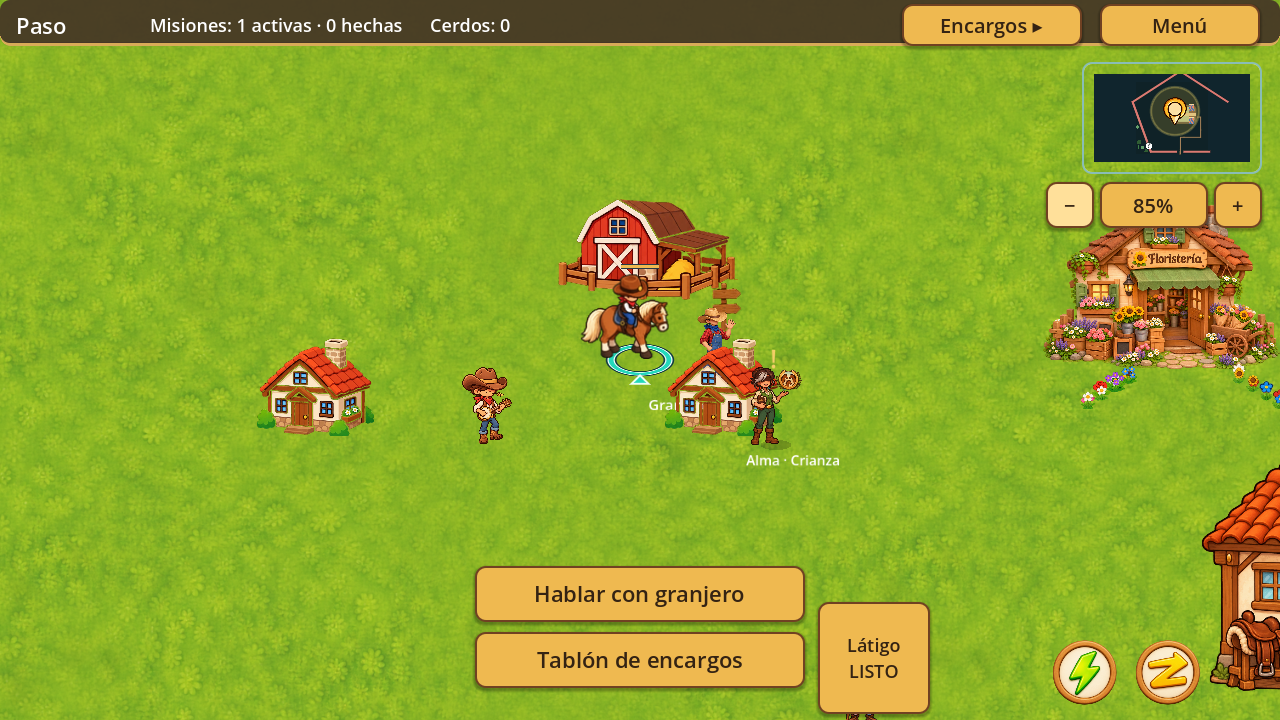 Paso
Misiones: 1 activas · 0 hechas
Cerdos: 0
Encargos ▸
Menú
−
85%
+
Floristería
Alma · Crianza
Hablar con granjero
Tablón de encargos
Látigo
LISTO